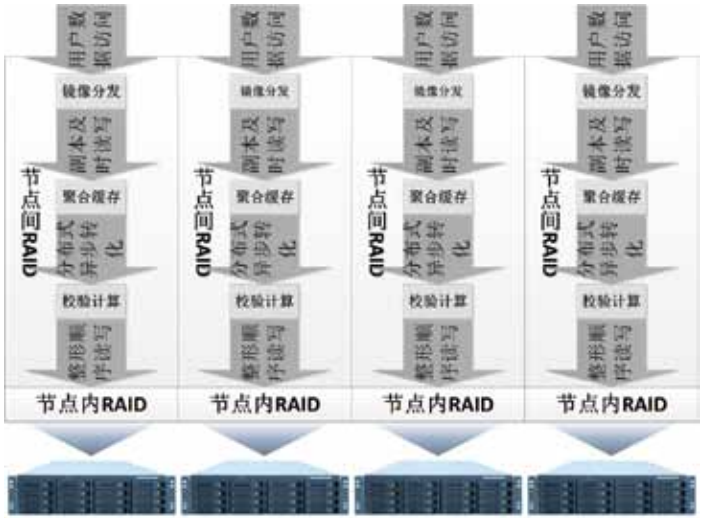 用户数
据访问
镜像分发
副本及
时读写
聚合缓存
分布式
异步转
化
校验计算
整形顺
序读写
节点间RAID
节点内RAID
用户数
据访问
镜像分发
副本及
时读写
聚合缓存
分布式
异步转
化
校验计算
整形顺
序读写
节点间RAID
节点内RAID
用户数
据访问
镜像分发
副本及
时读写
聚合缓存
分布式
异步转
化
校验计算
整形顺
序读写
节点间RAID
节点内RAID
用户数
据访问
镜像分发
副本及
时读写
聚合缓存
分布式
异步转
化
校验计算
整形顺
序读写
节点间RAID
节点内RAID